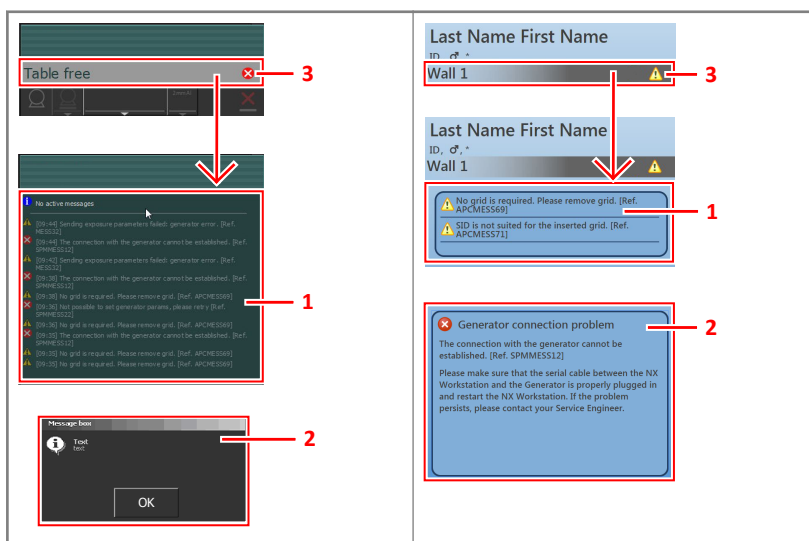 Table free
3
Zoom AI
No active messages
[09:44] Sending exposure parameters failed: generator error. [Ref.
MESS32]
[09:44] The connection with the generator cannot be established. [Ref.
SPMMESS12]
[09:42] Sending exposure parameters failed: generator error. [Ref.
MESS32]
[09:38] The connection with the generator cannot be established. [Ref.
SPMMESS12]
[09:38] No grid is required. Please remove grid. [Ref. APCMESS69]
[09:36] Not possible to set generator params, please retry [Ref.
SPMMESS22]
[09:36] No grid is required. Please remove grid. [Ref. APCMESS69]
[09:35] The connection with the generator cannot be established. [Ref.
SPMMESS12]
[09:35] No grid is required. Please remove grid. [Ref. APCMESS69]
[09:35] No grid is required. Please remove grid. [Ref. APCMESS69]
1
Message box
Text
text
OK
2
Last Name First Name
ID, ♂, *
Wall 1
3
Last Name First Name
ID, ♂, *
Wall 1
No grid is required. Please remove grid. [Ref.
APCMESS69]
SID is not suited for the inserted grid. [Ref.
APCMESS71]
1
Generator connection problem
The connection with the generator cannot be
established. [Ref. SPMMESS12]
Please make sure that the serial cable between the NX
Workstation and the Generator is properly plugged in
and restart the NX Workstation. If the problem
persists, please contact your Service Engineer.
2